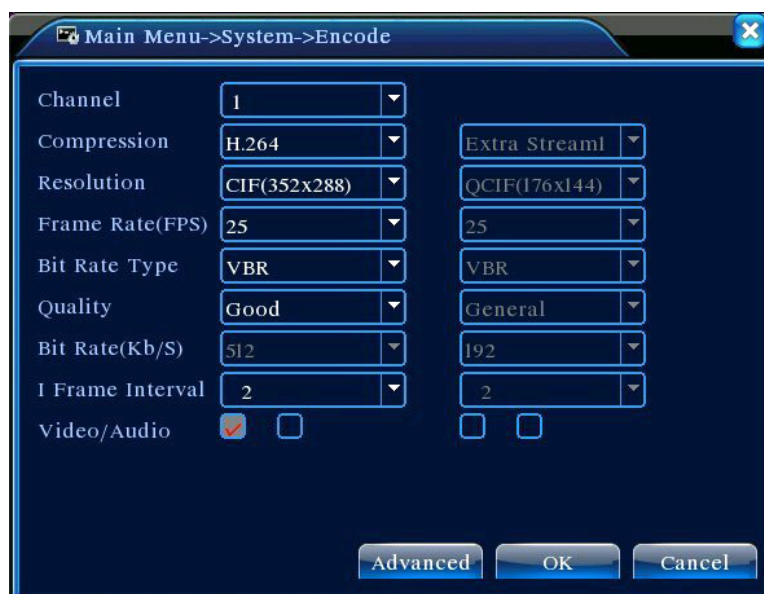 Main Menu->System->Encode
Channel 1
Compression H.264 Extra Stream1
Resolution CIF(352x288) QCIF(176x144)
Frame Rate(FPS) 25 25
Bit Rate Type VBR VBR
Quality Good General
Bit Rate(Kb/S) 512 192
I Frame Interval 2 2
Video/Audio
Advanced OK Cancel